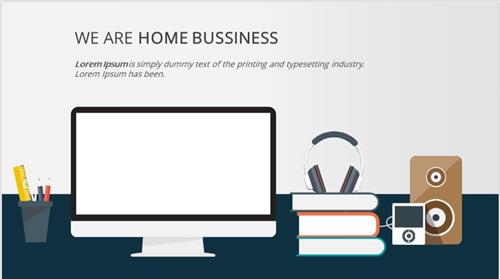 WE ARE HOME BUSSINESS
Lorem Ipsum is simply dummy text of the printing and typesetting industry.
Lorem Ipsum has been.